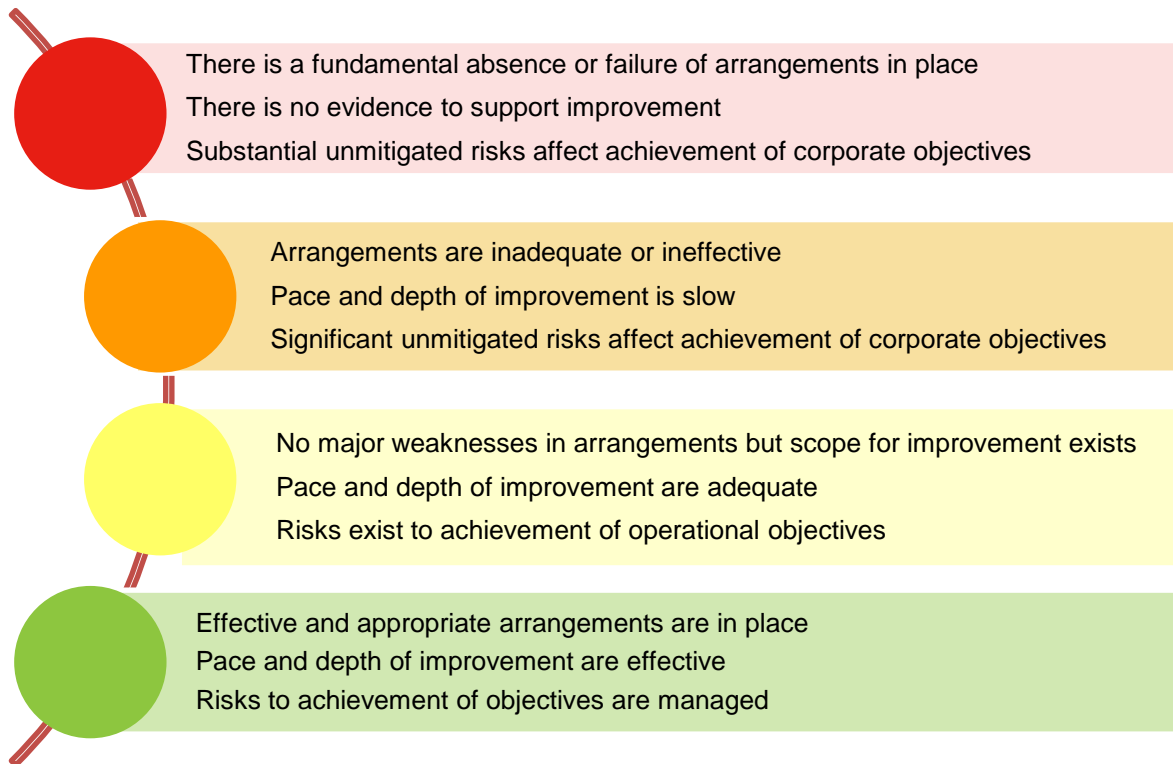 There is a fundamental absence or failure of arrangements in place
There is no evidence to support improvement
Substantial unmitigated risks affect achievement of corporate objectives
Arrangements are inadequate or ineffective
Pace and depth of improvement is slow
Significant unmitigated risks affect achievement of corporate objectives
No major weaknesses in arrangements but scope for improvement exists
Pace and depth of improvement are adequate
Risks exist to achievement of operational objectives
Effective and appropriate arrangements are in place
Pace and depth of improvement are effective
Risks to achievement of objectives are managed